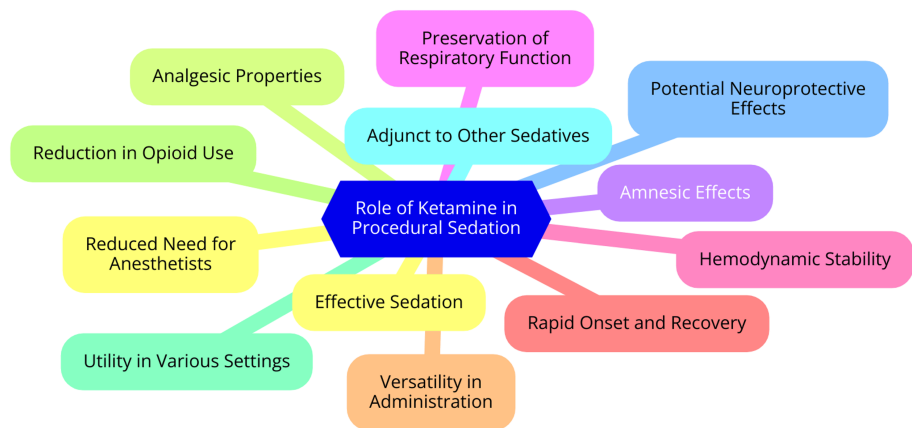 Preservation of
Respiratory Function
Analgesic Properties
Potential Neuroprotective
Effects
Adjunct to Other Sedatives
Reduction in Opioid Use
Amnesic Effects
Role of Ketamine in
Procedural Sedation
Reduced Need for
Anesthetists
Hemodynamic Stability
Effective Sedation
Rapid Onset and Recovery
Utility in Various Settings
Versatility in
Administration